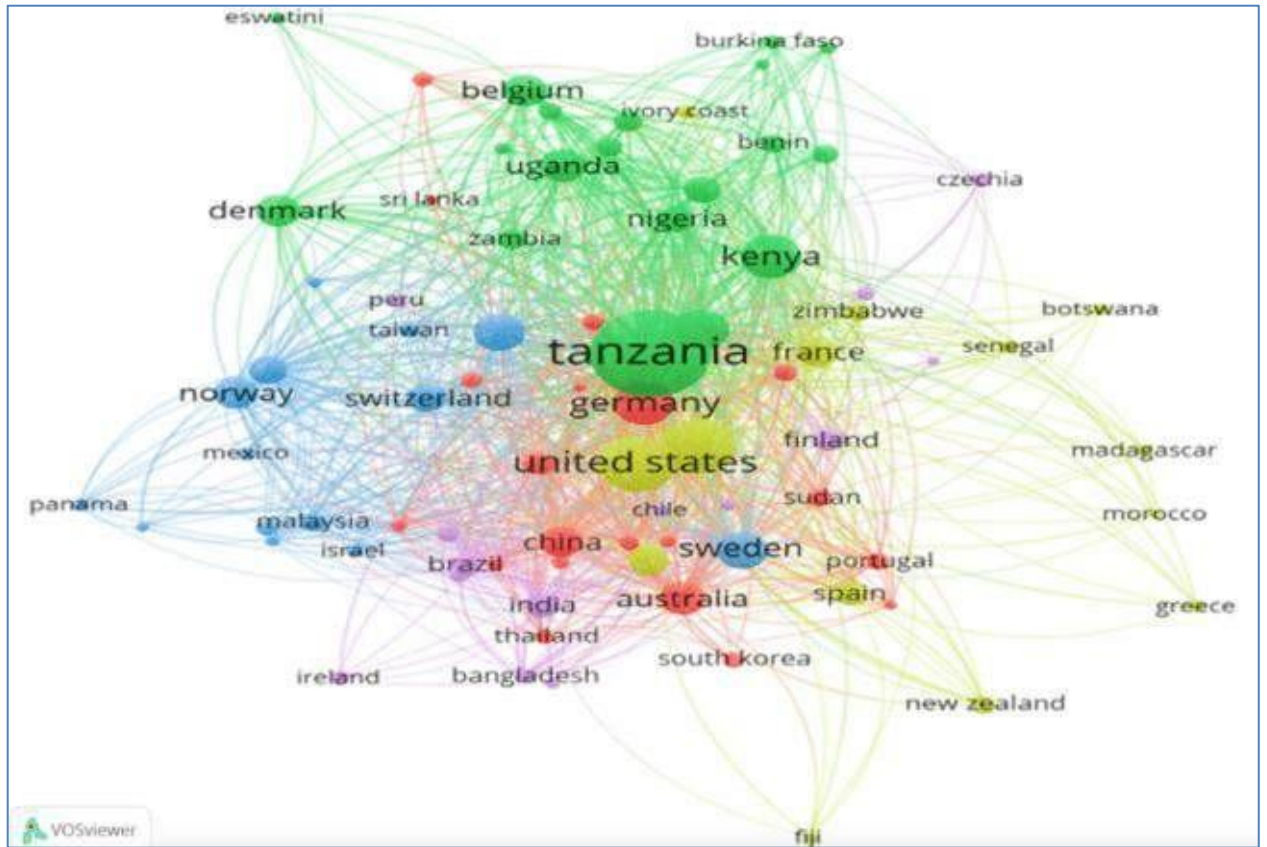 eswatini
burkina faso
belgium
ivory coast
benin
uganda
czechia
sri lanka
denmark
nigeria
zambia
kenya
peru
zimbabwe
botswana
taiwan
tanzania
france
senegal
norway
switzerland
germany
finland
mexico
madagascar
united states
panama
chile
sudan
morocco
malaysia
israel
china
sweden
brazil
portugal
india
australia
spain
greece
thailand
south korea
ireland
bangladesh
new zealand
VOSviewer
fiji